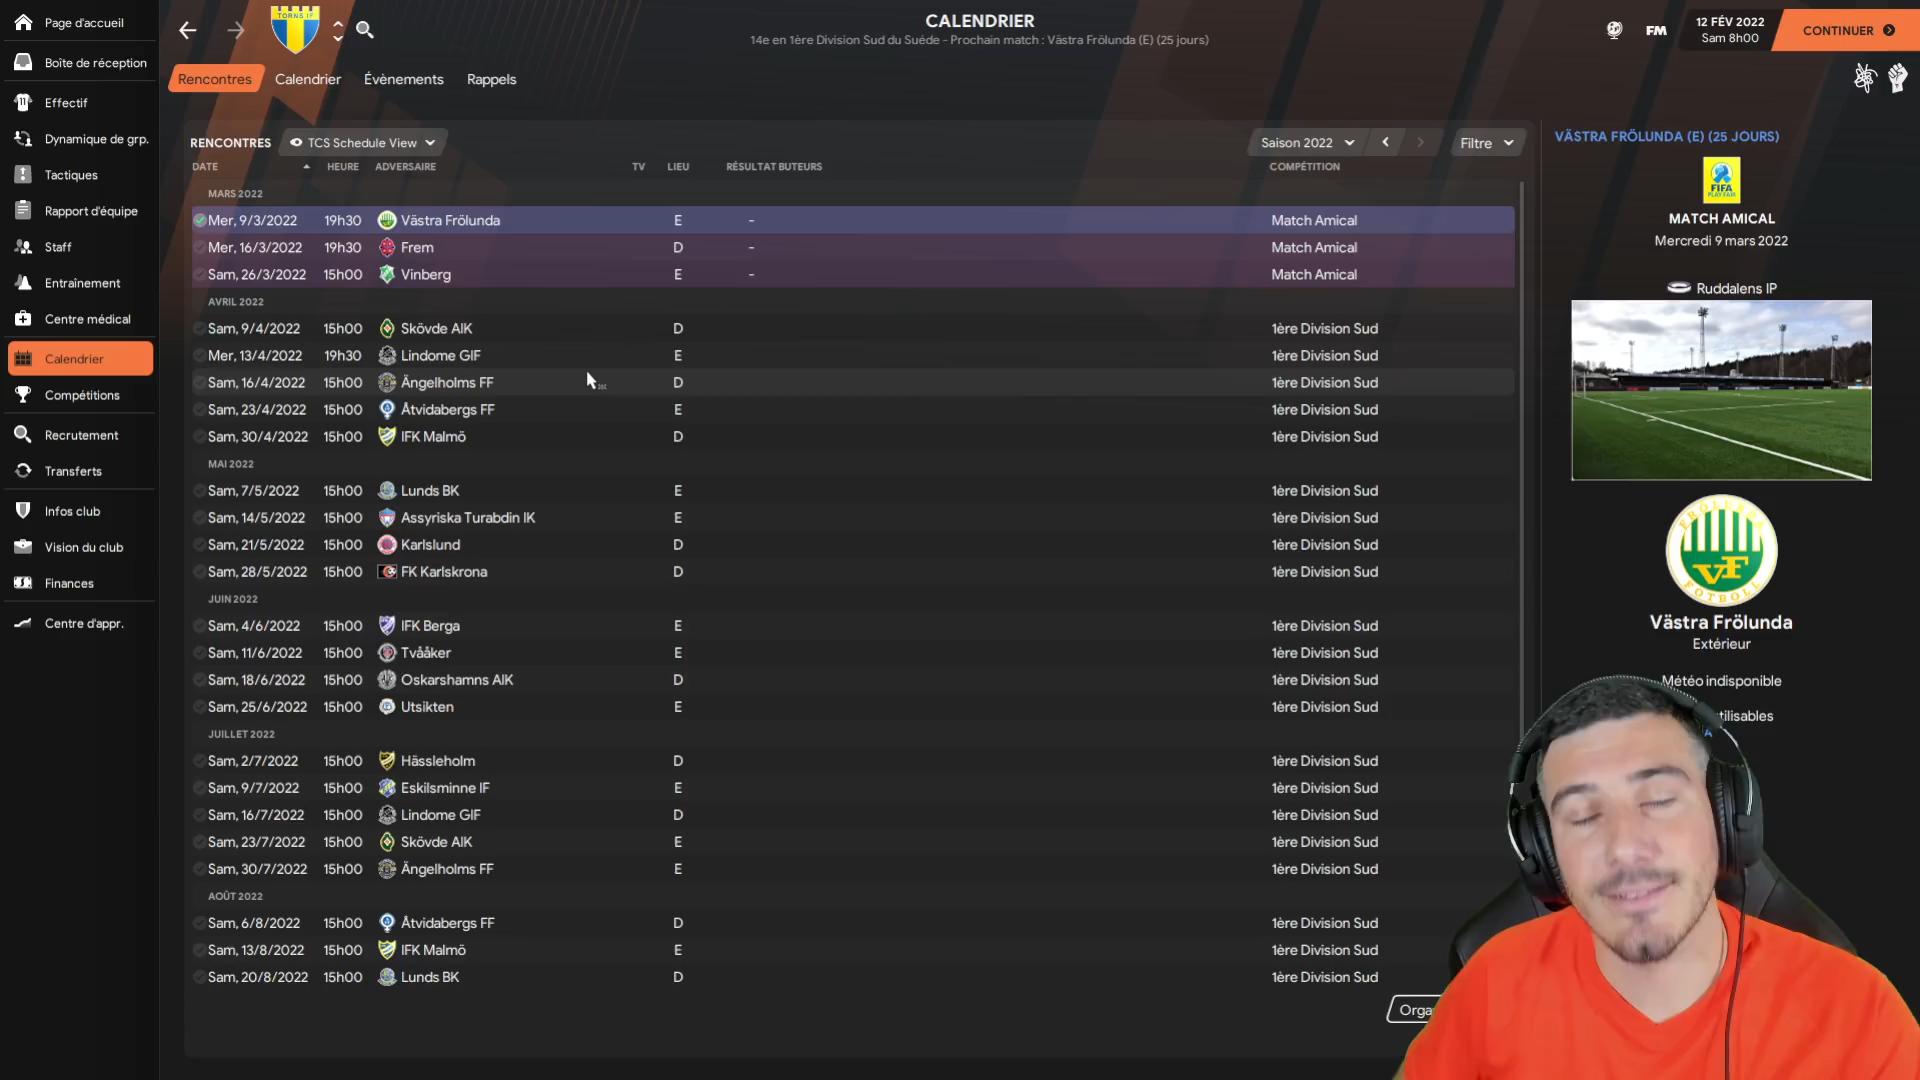 Page d'accueil
Boîte de réception
Effectif
Dynamique de grp.
Tactiques
Rapport d'équipe
Staff
Entraînement
Centre médical
Calendrier
Compétitions
Recrutement
Transferts
Infos club
Vision du club
Finances
Centre d'appr.
TORNS IF
CALENDRIER
14e en 1ère Division Sud du Suède - Prochain match : Västra Frölunda (E) (25 jours)
FM
12 FÉV 2022
Sam 8h00
CONTINUER
Rencontres Calendrier Évènements Rappels
RENCONTRES TCS Schedule View Saison 2022 Filtre
DATE HEURE ADVERSAIRE TV LIEU RÉSULTAT BUTEURS COMPÉTITION
MARS 2022
Mer, 9/3/2022 19h30 Västra Frölunda E - Match Amical
Mer, 16/3/2022 19h30 Frem D - Match Amical
Sam, 26/3/2022 15h00 Vinberg E - Match Amical
AVRIL 2022
Sam, 9/4/2022 15h00 Skövde AIK D 1ère Division Sud
Mer, 13/4/2022 19h30 Lindome GIF E 1ère Division Sud
Sam, 16/4/2022 15h00 Ängelholms FF D 1ère Division Sud
Sam, 23/4/2022 15h00 Åtvidabergs FF E 1ère Division Sud
Sam, 30/4/2022 15h00 IFK Malmö D 1ère Division Sud
MAI 2022
Sam, 7/5/2022 15h00 Lunds BK E 1ère Division Sud
Sam, 14/5/2022 15h00 Assyriska Turabdin IK E 1ère Division Sud
Sam, 21/5/2022 15h00 Karlslund D 1ère Division Sud
Sam, 28/5/2022 15h00 FK Karlskrona D 1ère Division Sud
JUIN 2022
Sam, 4/6/2022 15h00 IFK Berga E 1ère Division Sud
Sam, 11/6/2022 15h00 Tvååker E 1ère Division Sud
Sam, 18/6/2022 15h00 Oskarshamns AIK D 1ère Division Sud
Sam, 25/6/2022 15h00 Utsikten E 1ère Division Sud
JUILLET 2022
Sam, 2/7/2022 15h00 Hässleholm D 1ère Division Sud
Sam, 9/7/2022 15h00 Eskilsminne IF E 1ère Division Sud
Sam, 16/7/2022 15h00 Lindome GIF D 1ère Division Sud
Sam, 23/7/2022 15h00 Skövde AIK E 1ère Division Sud
Sam, 30/7/2022 15h00 Ängelholms FF E 1ère Division Sud
AOÛT 2022
Sam, 6/8/2022 15h00 Åtvidabergs FF D 1ère Division Sud
Sam, 13/8/2022 15h00 IFK Malmö E 1ère Division Sud
Sam, 20/8/2022 15h00 Lunds BK D 1ère Division Sud
Orga
VÄSTRA FRÖLUNDA (E) (25 JOURS)
FIFA
PLAY FAIR
MATCH AMICAL
Mercredi 9 mars 2022
Ruddalens IP
FRÖLUNDA
VF
FOTBOLL
Västra Frölunda
Extérieur
Météo indisponible
tilisables